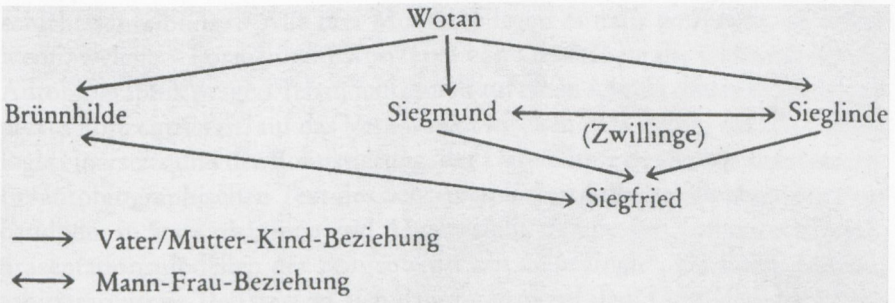 Wotan
Brünnhilde Siegmund Sieglinde
(Zwillinge)
Siegfried
Vater/Mutter-Kind-Beziehung
Mann-Frau-Beziehung